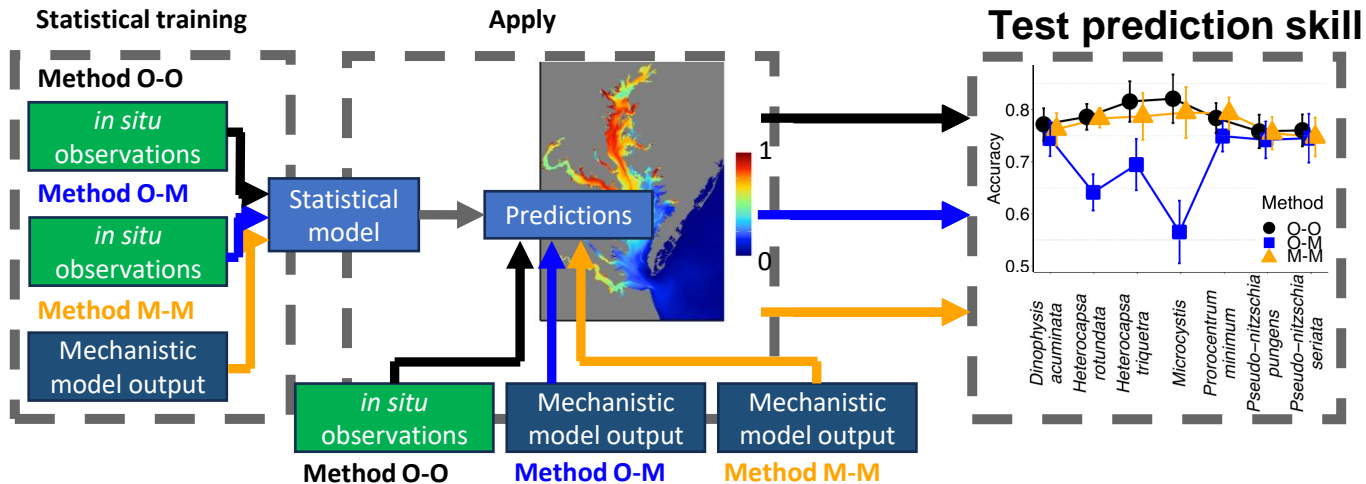 Statistical training
Apply
Test prediction skill
Method O-O
in situ
observations
Method O-M
in situ
observations
Method M-M
Mechanistic
model output
Statistical
model
Predictions
1
0
in situ
observations
Method O-O
Mechanistic
model output
Method O-M
Mechanistic
model output
Method M-M
Accuracy
0.8
0.7
0.6
0.5
Method
O-O
O-M
M-M
Dinophysis
acuminata
Heterocapsa
rotundata
Heterocapsa
triquetra
Microcystis
Prorocentrum
minimum
Pseudo−nitzschia
pungens
Pseudo−nitzschia
seriata